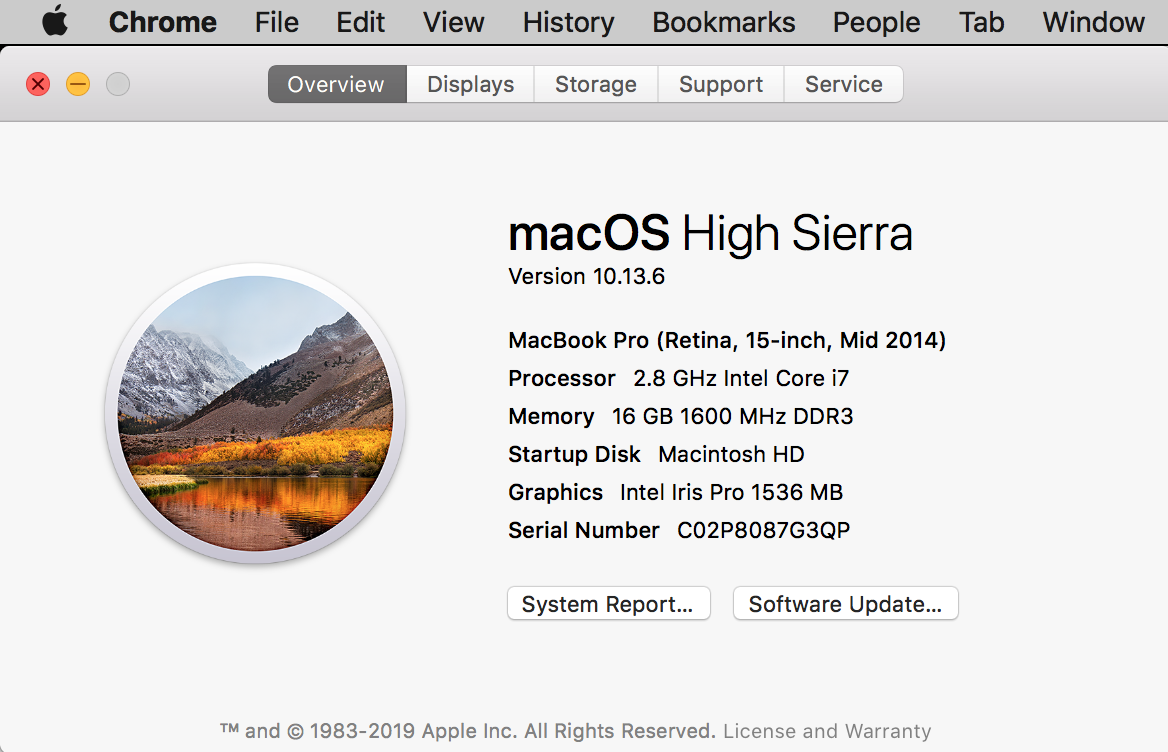 Chrome File Edit View History Bookmarks People Tab Window
Overview Displays Storage Support Service
macOS High Sierra
Version 10.13.6
MacBook Pro (Retina, 15-inch, Mid 2014)
Processor 2.8 GHz Intel Core i7
Memory 16 GB 1600 MHz DDR3
Startup Disk Macintosh HD
Graphics Intel Iris Pro 1536 MB
Serial Number C02P8087G3QP
System Report... Software Update...
™ and © 1983-2019 Apple Inc. All Rights Reserved. License and Warranty